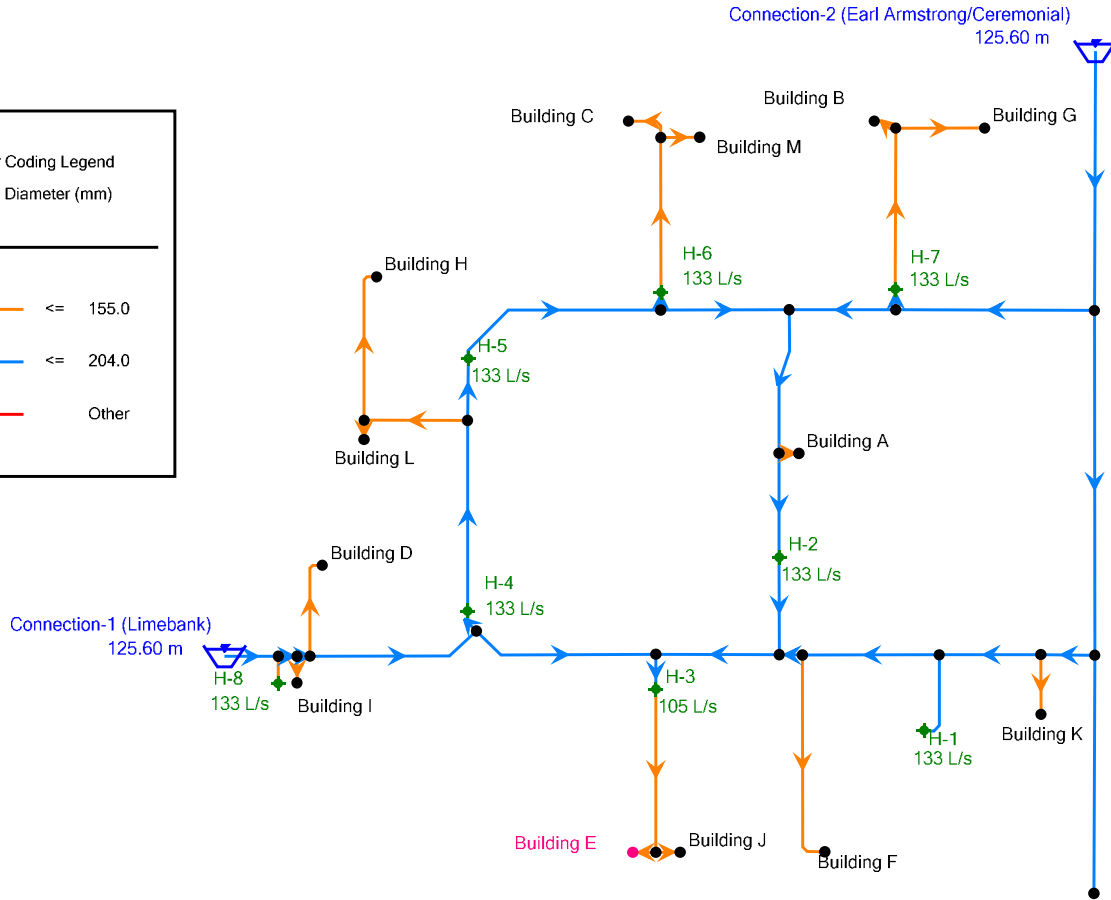 Connection-2 (Earl Armstrong/Ceremonial)
125.60 m
Building B
Building C
Building G
Building M
Coding Legend
Diameter (mm)
H-6
133 L/s
H-7
133 L/s
Building H
<= 155.0
H-5
133 L/s
<= 204.0
Other
Building A
Building L
H-2
133 L/s
Building D
H-4
133 L/s
Connection-1 (Limebank)
125.60 m
H-8
133 L/s
Building I
H-3
105 L/s
H-1
133 L/s
Building K
Building E
Building J
Building F